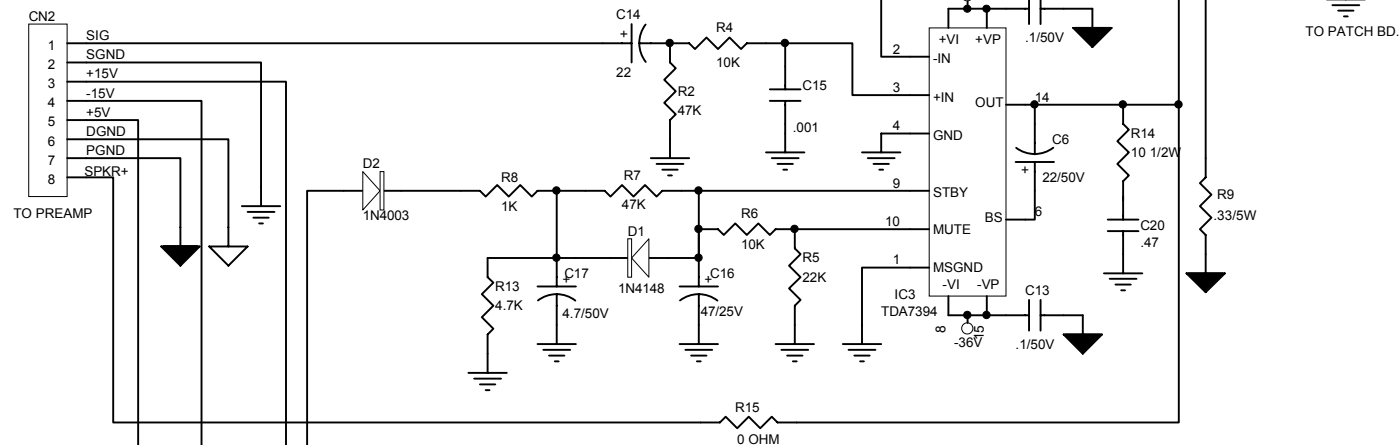 CN2
1 SIG
2 SGND
3 +15V
4 -15V
5 +5V
6 DGND
7 PGND
8 SPKR+
TO PREAMP
C14
+
22
R4
10K
R2
47K
C15
.001
D2
1N4003
R8
1K
R7
47K
R6
10K
D1
1N4148
R5
22K
R13
4.7K
C17
+
4.7/50V
C16
+
47/25V
R15
0 OHM
+VI +VP
.1/50V
2 -IN
3 +IN
4 GND
9 STBY
10 MUTE
1 MSGND
OUT 14
BS 6
-VI -VP
IC3
TDA7394
8
15
-36V
C13
.1/50V
C6
+
22/50V
R14
10 1/2W
C20
.47
R9
.33/5W
TO PATCH BD.